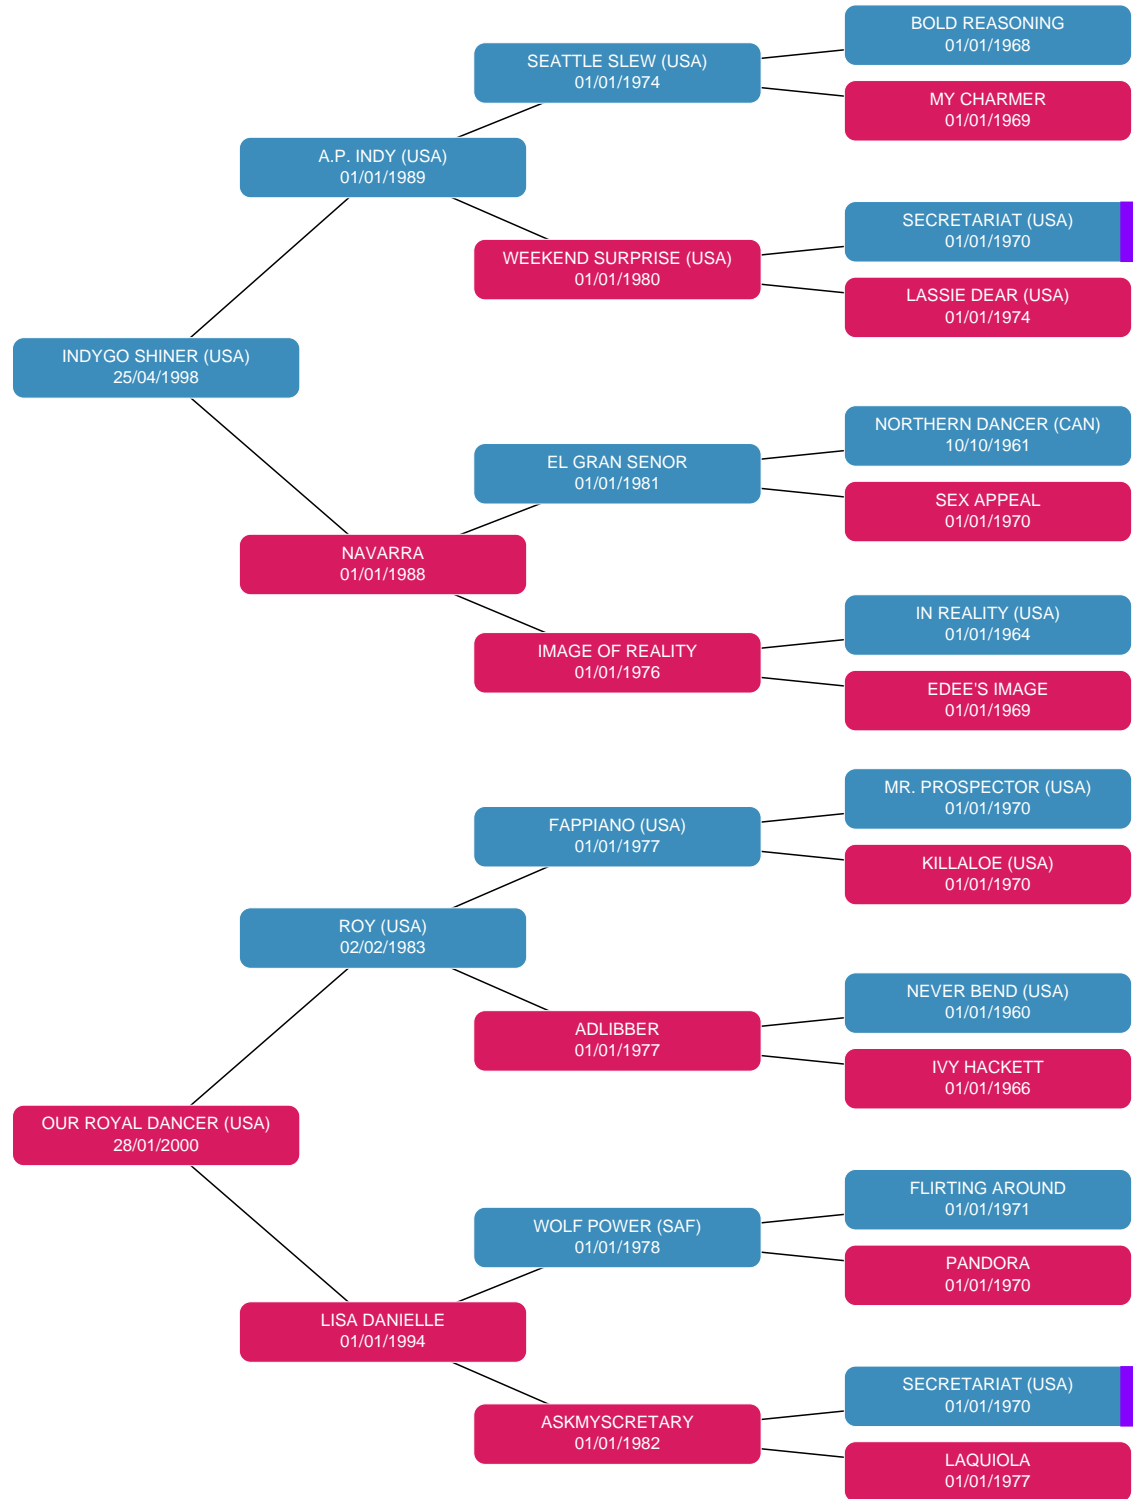 BOLD REASONING
01/01/1968
SEATTLE SLEW (USA)
01/01/1974
MY CHARMER
01/01/1969
A.P. INDY (USA)
01/01/1989
SECRETARIAT (USA)
01/01/1970
WEEKEND SURPRISE (USA)
01/01/1980
LASSIE DEAR (USA)
01/01/1974
INDYGO SHINER (USA)
25/04/1998
NORTHERN DANCER (CAN)
10/10/1961
EL GRAN SENOR
01/01/1981
SEX APPEAL
01/01/1970
NAVARRA
01/01/1988
IN REALITY (USA)
01/01/1964
IMAGE OF REALITY
01/01/1976
EDEE'S IMAGE
01/01/1969
MR. PROSPECTOR (USA)
01/01/1970
FAPPIANO (USA)
01/01/1977
KILLALOE (USA)
01/01/1970
ROY (USA)
02/02/1983
NEVER BEND (USA)
01/01/1960
ADLIBBER
01/01/1977
IVY HACKETT
01/01/1966
OUR ROYAL DANCER (USA)
28/01/2000
FLIRTING AROUND
01/01/1971
WOLF POWER (SAF)
01/01/1978
PANDORA
01/01/1970
LISA DANIELLE
01/01/1994
SECRETARIAT (USA)
01/01/1970
ASKMYSCRETARY
01/01/1982
LAQUIOLA
01/01/1977